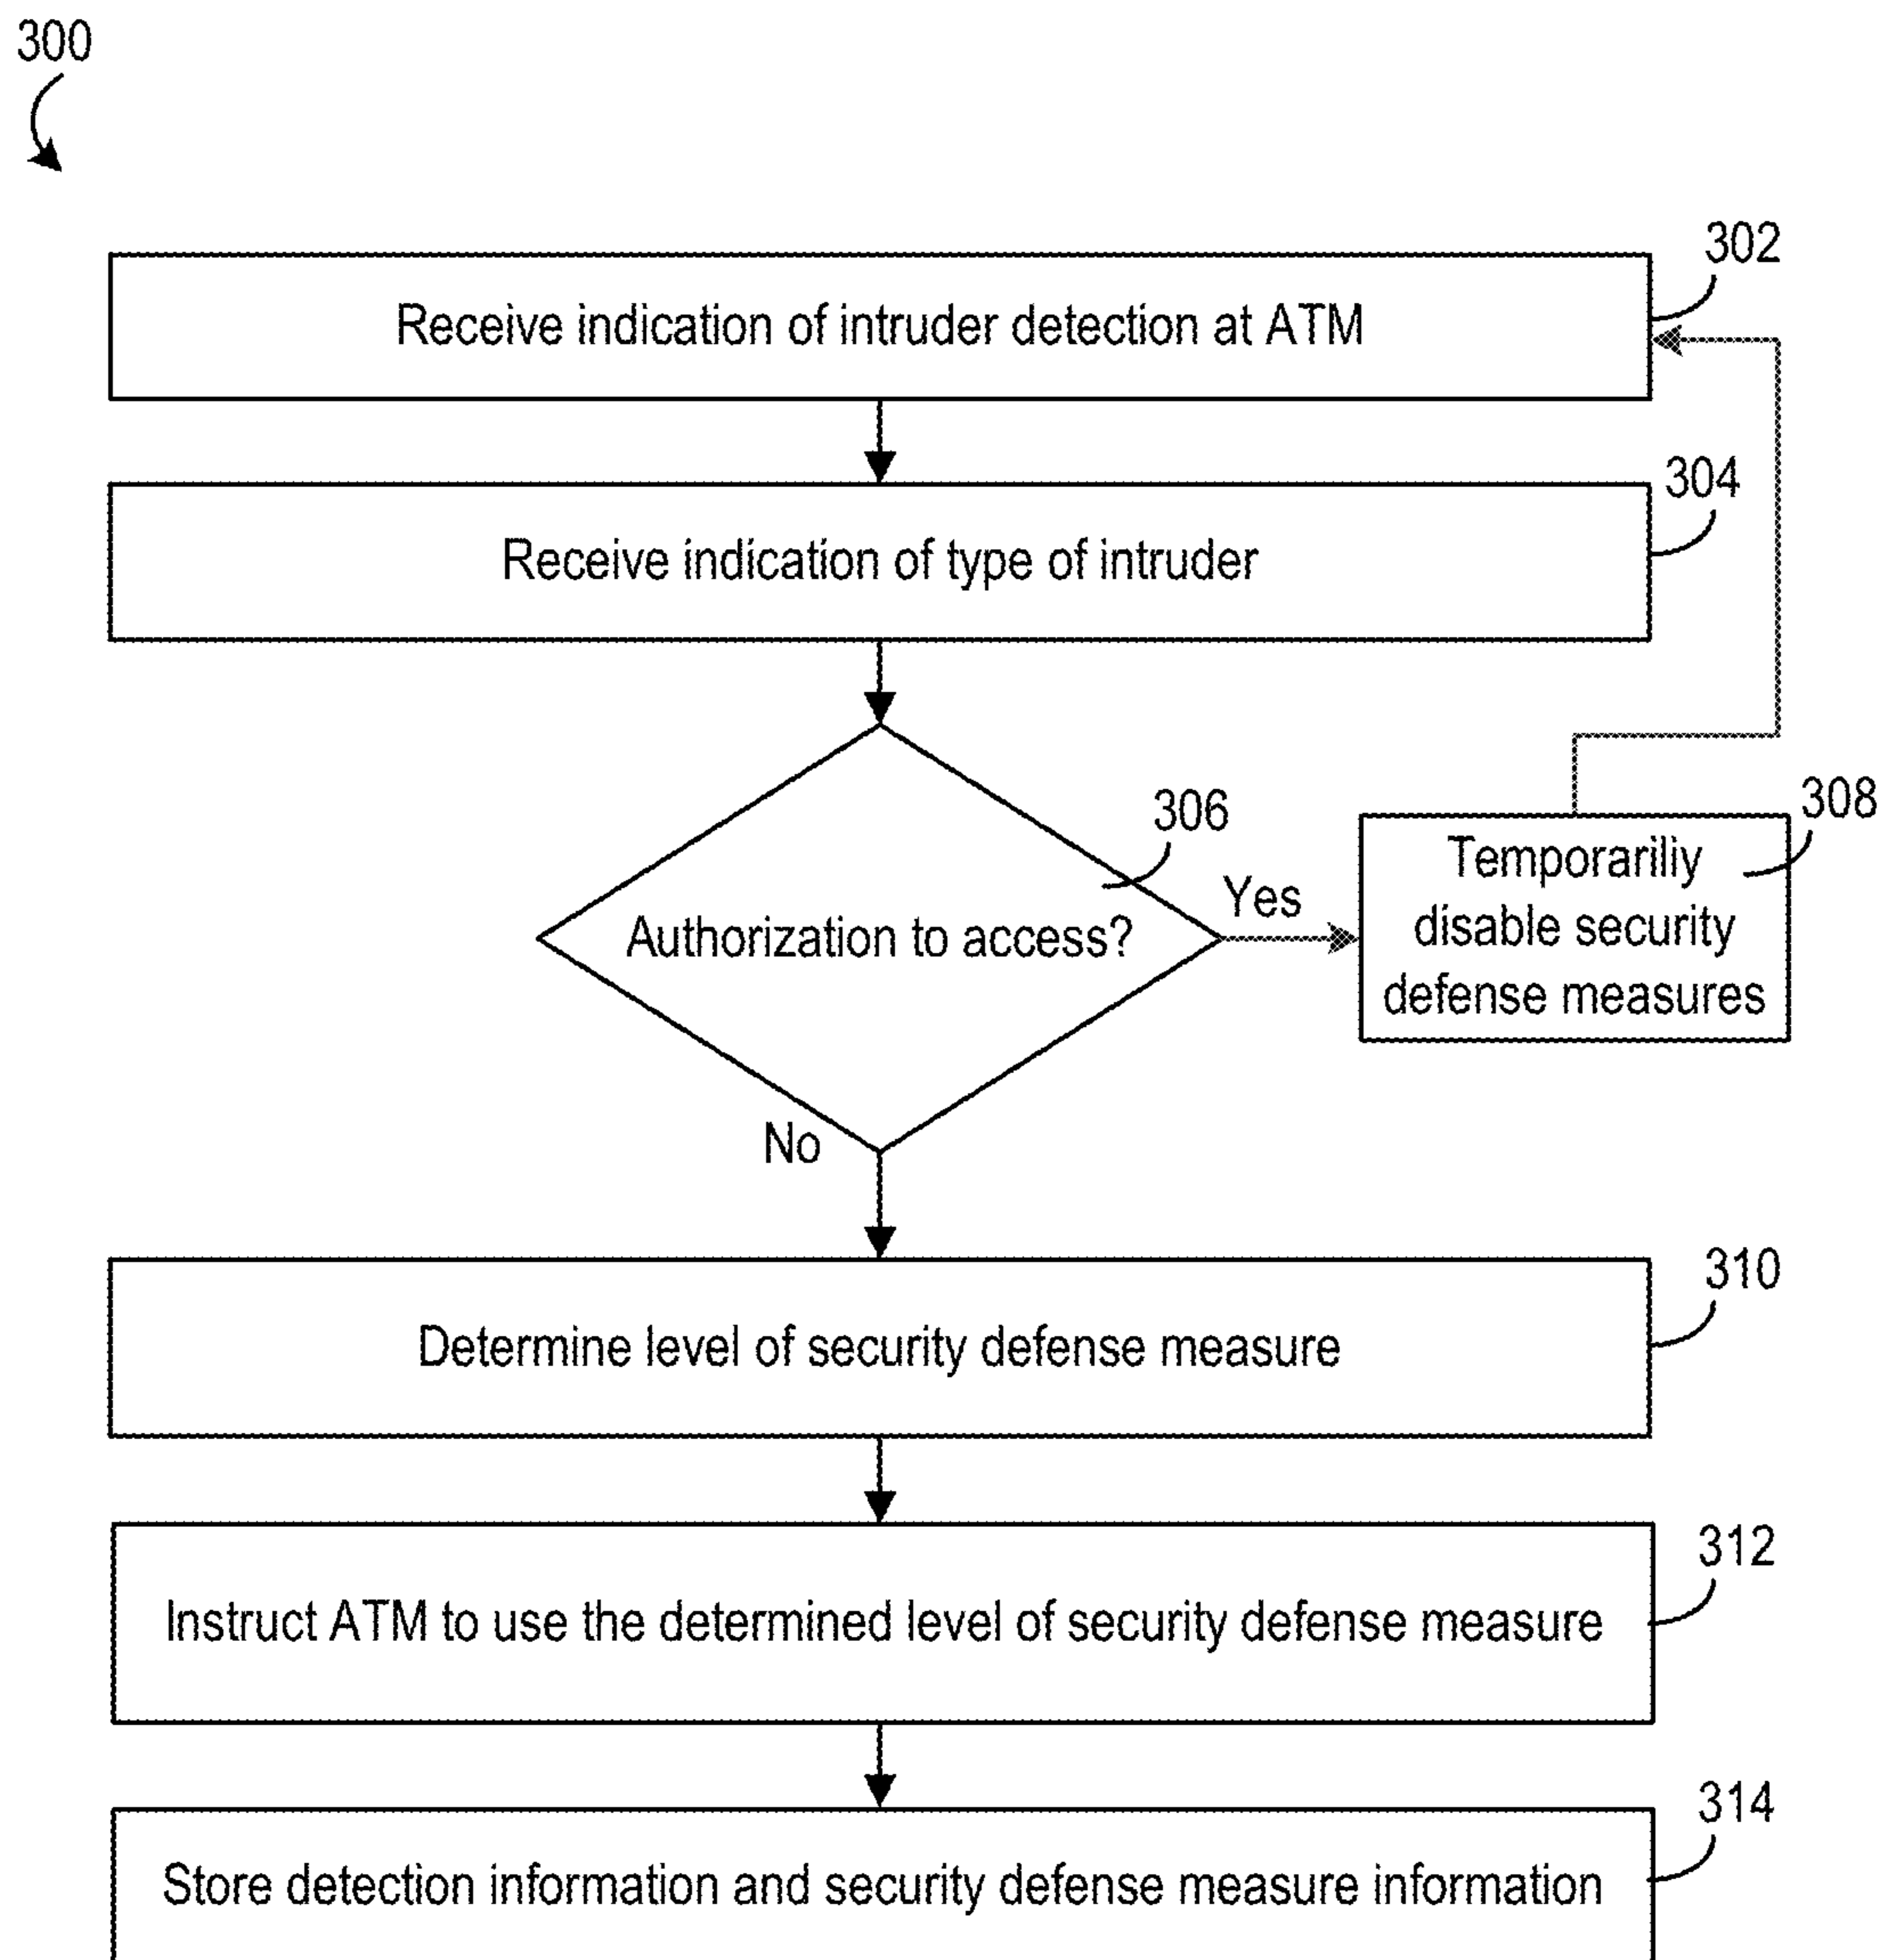 300
302
Receive indication of intruder detection at ATM
304
Receive indication of type of intruder
306
Authorization to access?
Yes
308
Temporariliy
disable security
defense measures
No
310
Determine level of security defense measure
312
Instruct ATM to use the determined level of security defense measure
314
Store detection information and security defense measure information